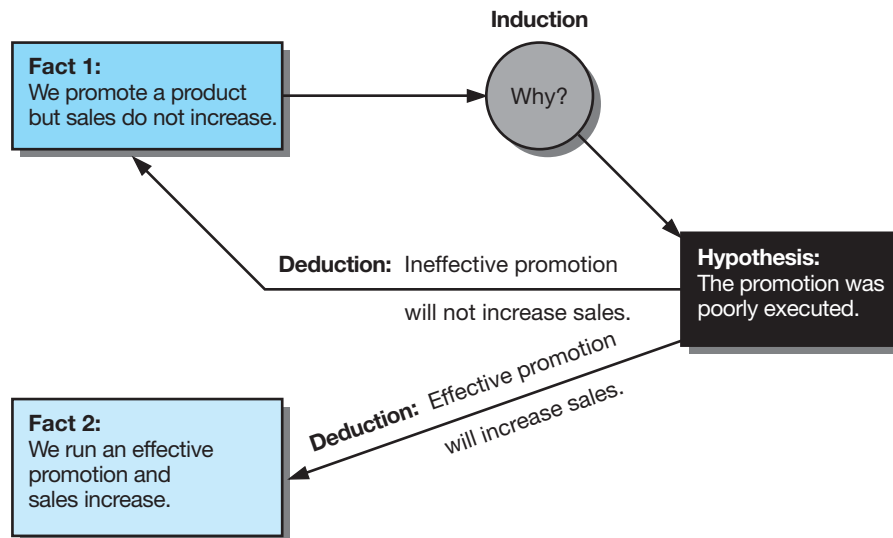 Induction
Fact 1:
We promote a product
but sales do not increase.
Why?
Hypothesis:
The promotion was
poorly executed.
Deduction: Ineffective promotion
will not increase sales.
Deduction: Effective promotion
will increase sales.
Fact 2:
We run an effective
promotion and
sales increase.